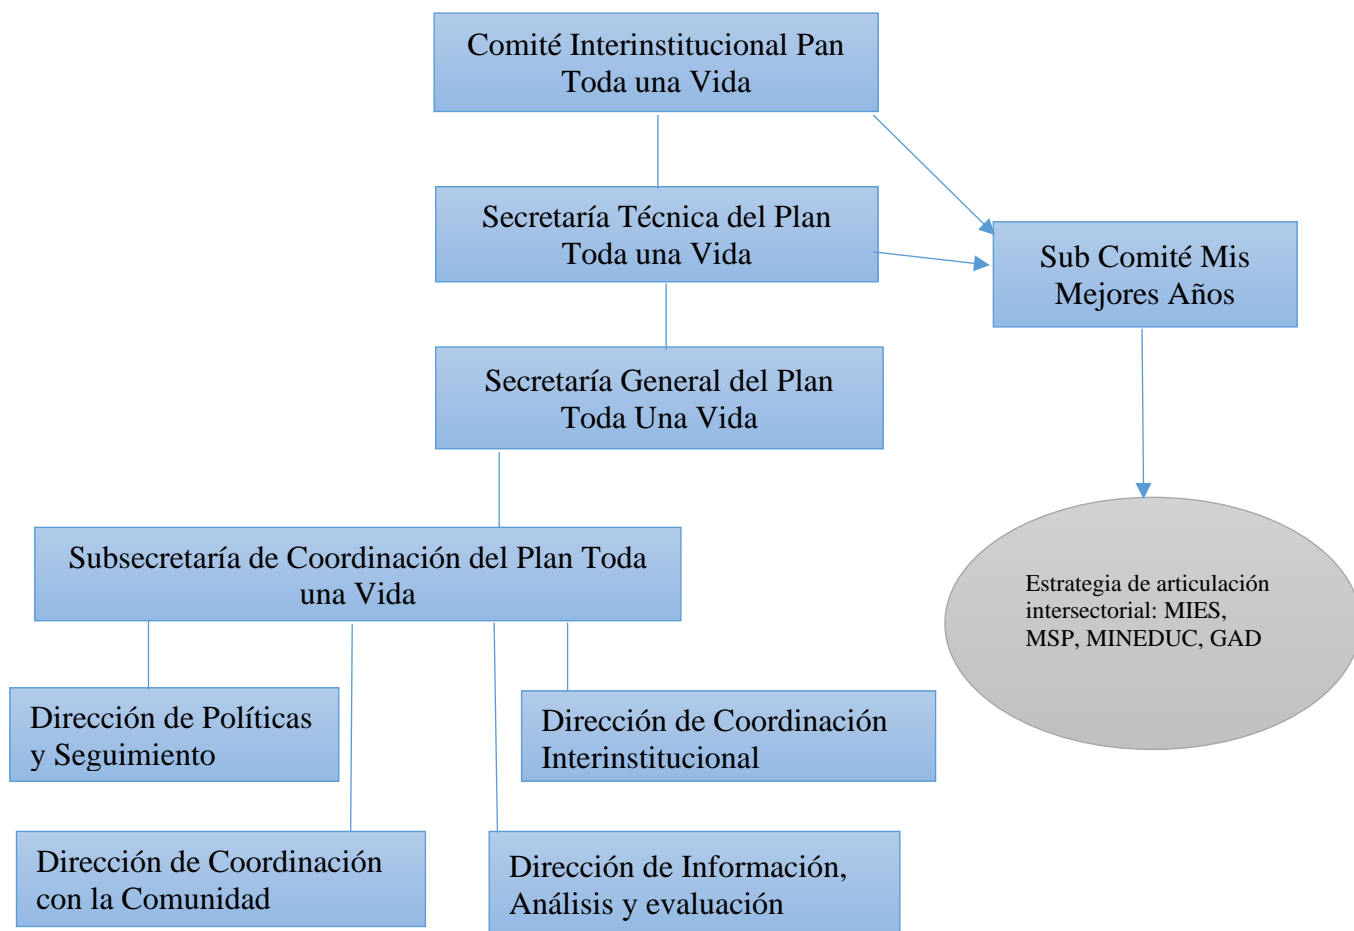 Comité Interinstitucional Pan
Toda una Vida
Secretaría Técnica del Plan
Toda una Vida
Sub Comité Mis
Mejores Años
Secretaría General del Plan
Toda Una Vida
Subsecretaría de Coordinación del Plan Toda
una Vida
Estrategia de articulación
intersectorial: MIES,
MSP, MINEDUC, GAD
Dirección de Políticas
y Seguimiento
Dirección de Coordinación
Interinstitucional
Dirección de Coordinación
con la Comunidad
Dirección de Información,
Análisis y evaluación